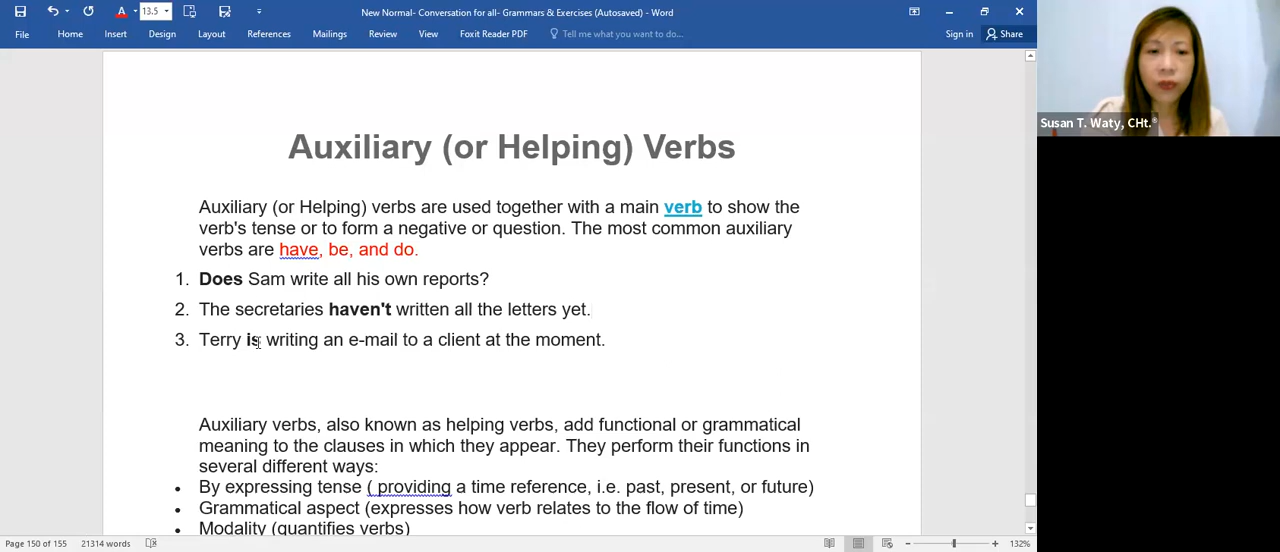 13.5
New Normal- Conversation for all- Grammars & Exercises (Autosaved) - Word
File Home Insert Design Layout References Mailings Review View Foxit Reader PDF Tell me what you want to do... Sign in Share
Susan T. Waty, CHt.®
Auxiliary (or Helping) Verbs
Auxiliary (or Helping) verbs are used together with a main verb to show the
verb's tense or to form a negative or question. The most common auxiliary
verbs are have, be, and do.
1. Does Sam write all his own reports?
2. The secretaries haven't written all the letters yet.
3. Terry is writing an e-mail to a client at the moment.
Auxiliary verbs, also known as helping verbs, add functional or grammatical
meaning to the clauses in which they appear. They perform their functions in
several different ways:
• By expressing tense ( providing a time reference, i.e. past, present, or future)
• Grammatical aspect (expresses how verb relates to the flow of time)
• Modality (quantifies verbs)
Page 150 of 155 21314 words 132%